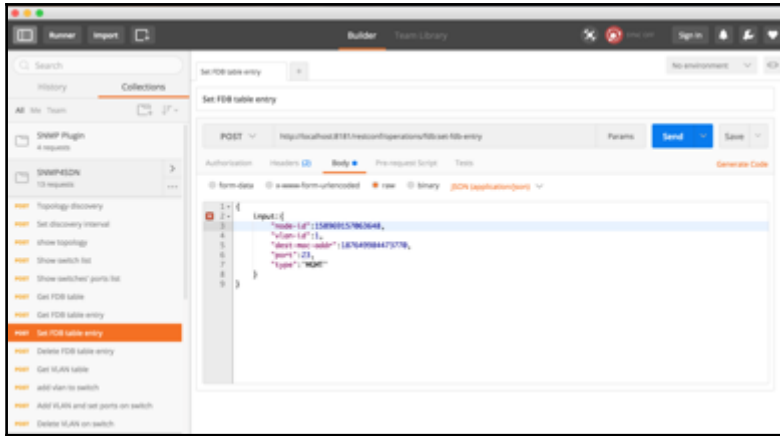 Runner Import Builder Team Library Sign In
Search
History Collections
All Me Team
SNMP Plugin
4 requests
SNMP4SDN
13 requests
POST Topology discovery
POST Set discovery interval
POST show topology
POST Show switch list
POST Show switches' ports list
POST Get FDB table
POST Get FDB table entry
POST Set FDB table entry
POST Delete FDB table entry
POST Get VLAN table
POST add vlan to switch
POST Add VLAN and set ports on switch
POST Delete VLAN on switch
Set FDB table entry + No environment
Set FDB table entry
POST http://localhost:8181/restconf/operations/fdb:set-fdb-entry Params Send Save
Authorization Headers (2) Body Pre-request Script Tests Generate Code
form-data x-www-form-urlencoded raw binary JSON (application/json)
1 {
2 input:{
3 "node-id":158969157063648,
4 "vlan-id":1,
5 "dest-mac-addr":187649984473770,
6 "port":23,
7 "type":"MGMT"
8 }
9 }